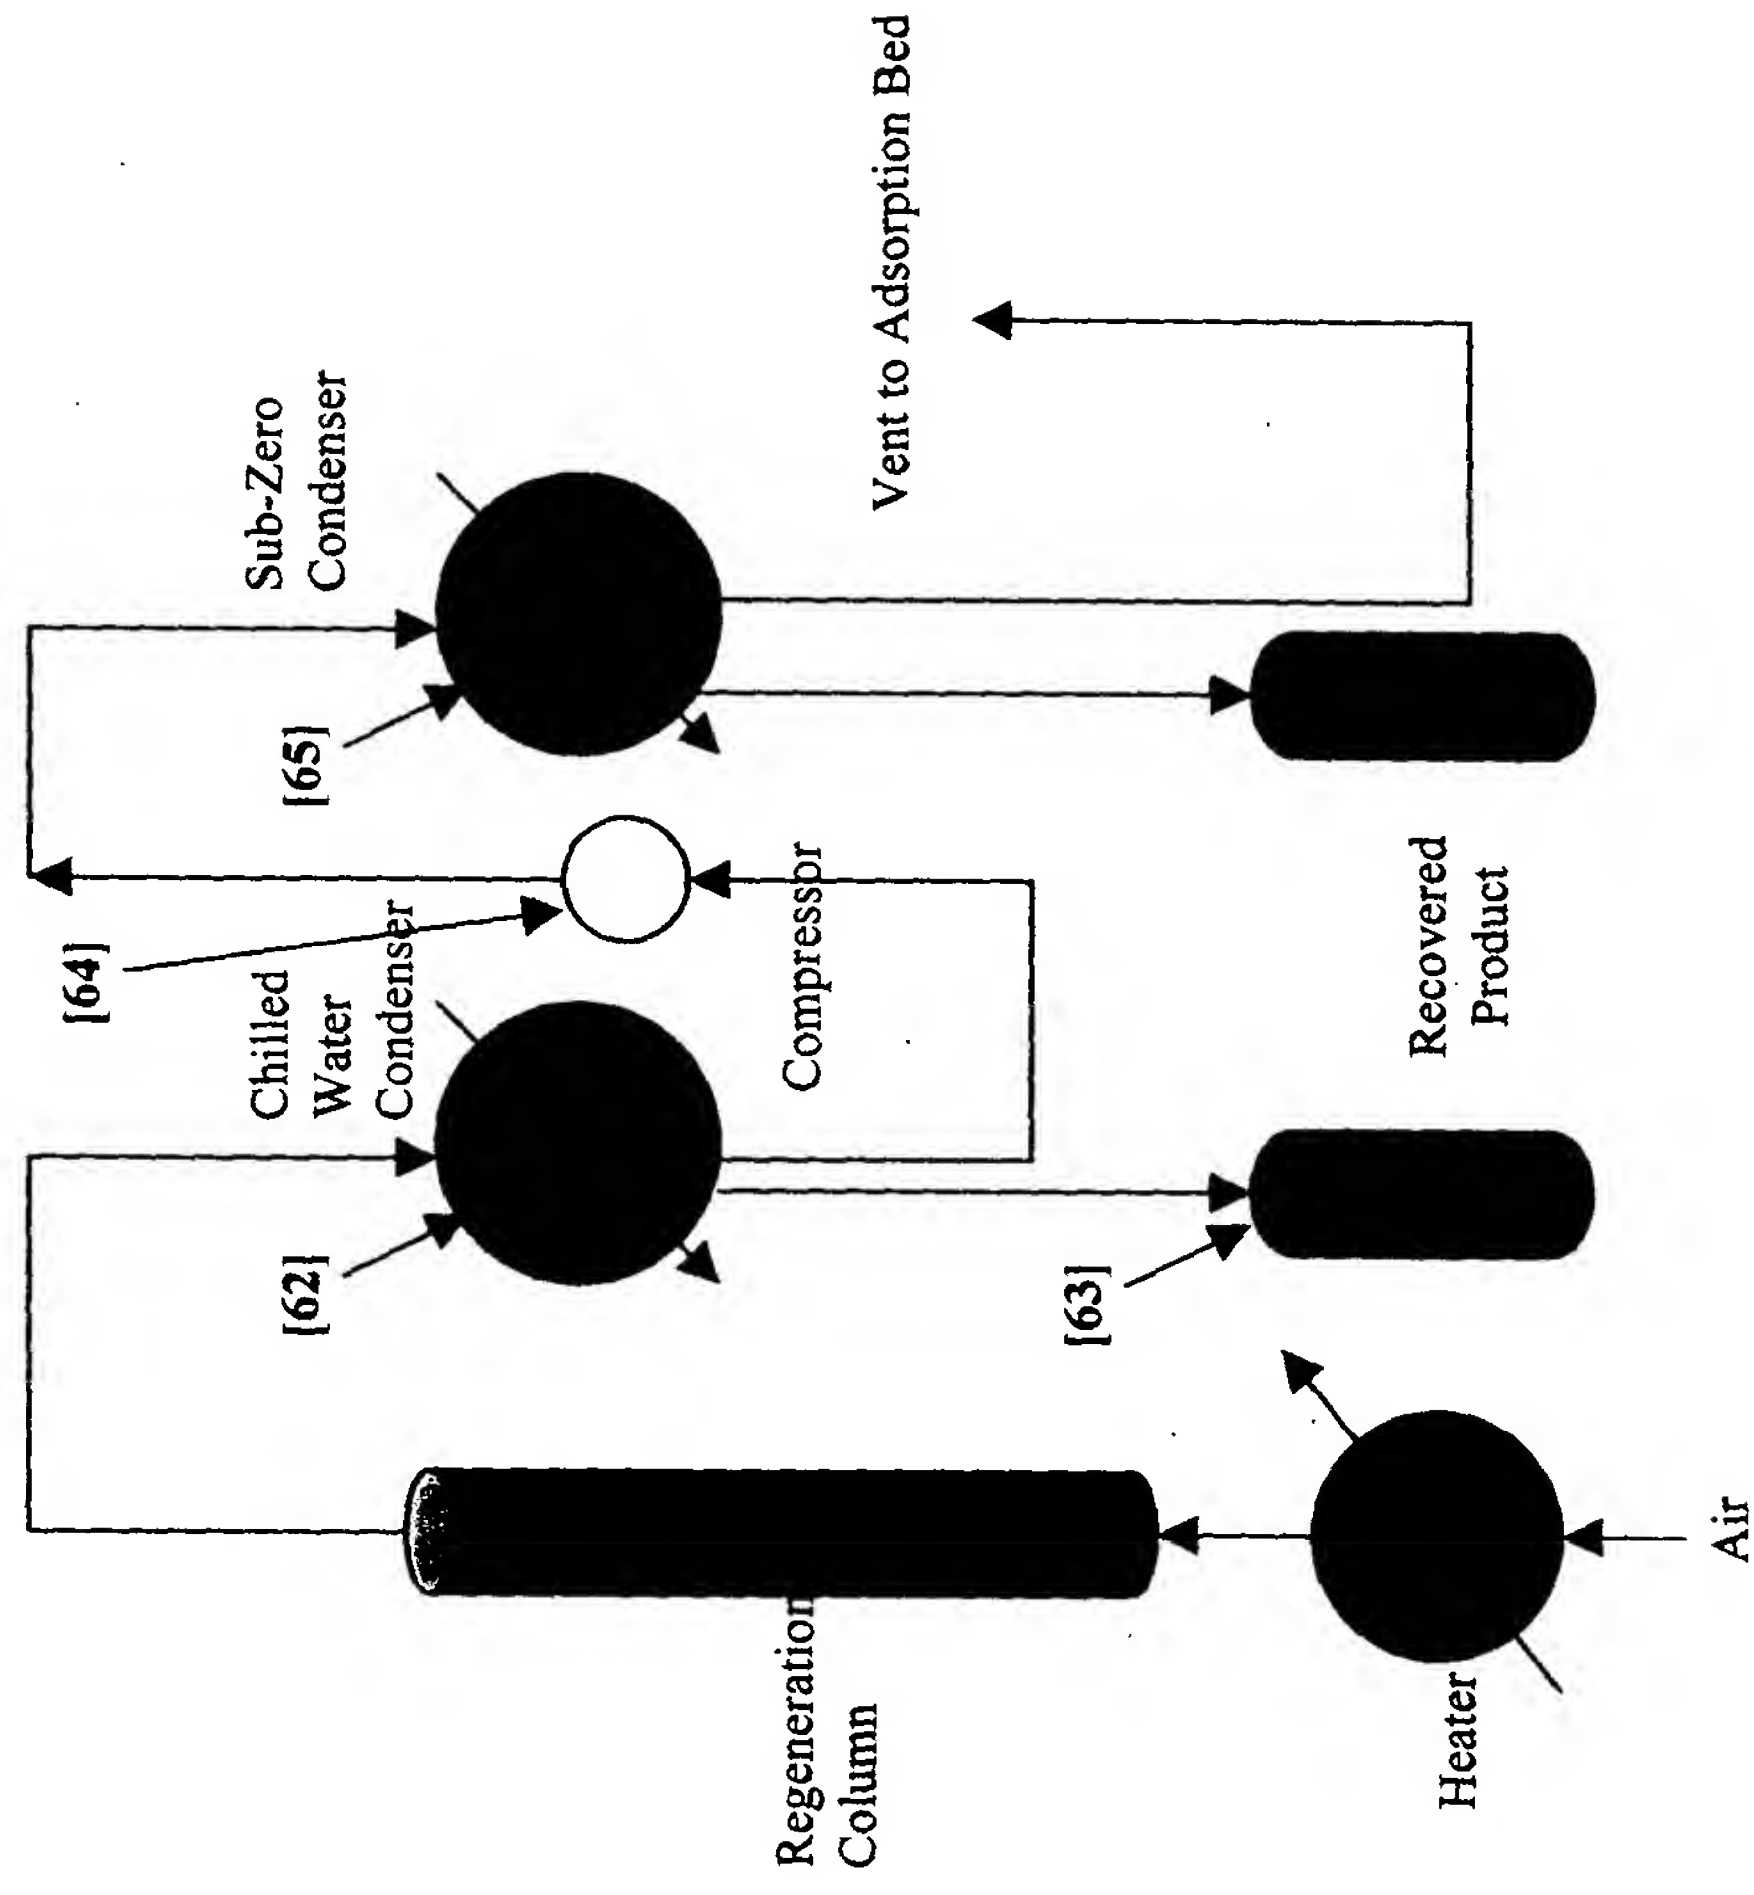 [64]
Chilled
Water
Condenser
Sub-Zero
Condenser
[62]
[65]
Regeneration
Column
Compressor
Vent to Adsorption Bed
[63]
Heater
Recovered
Product
Air